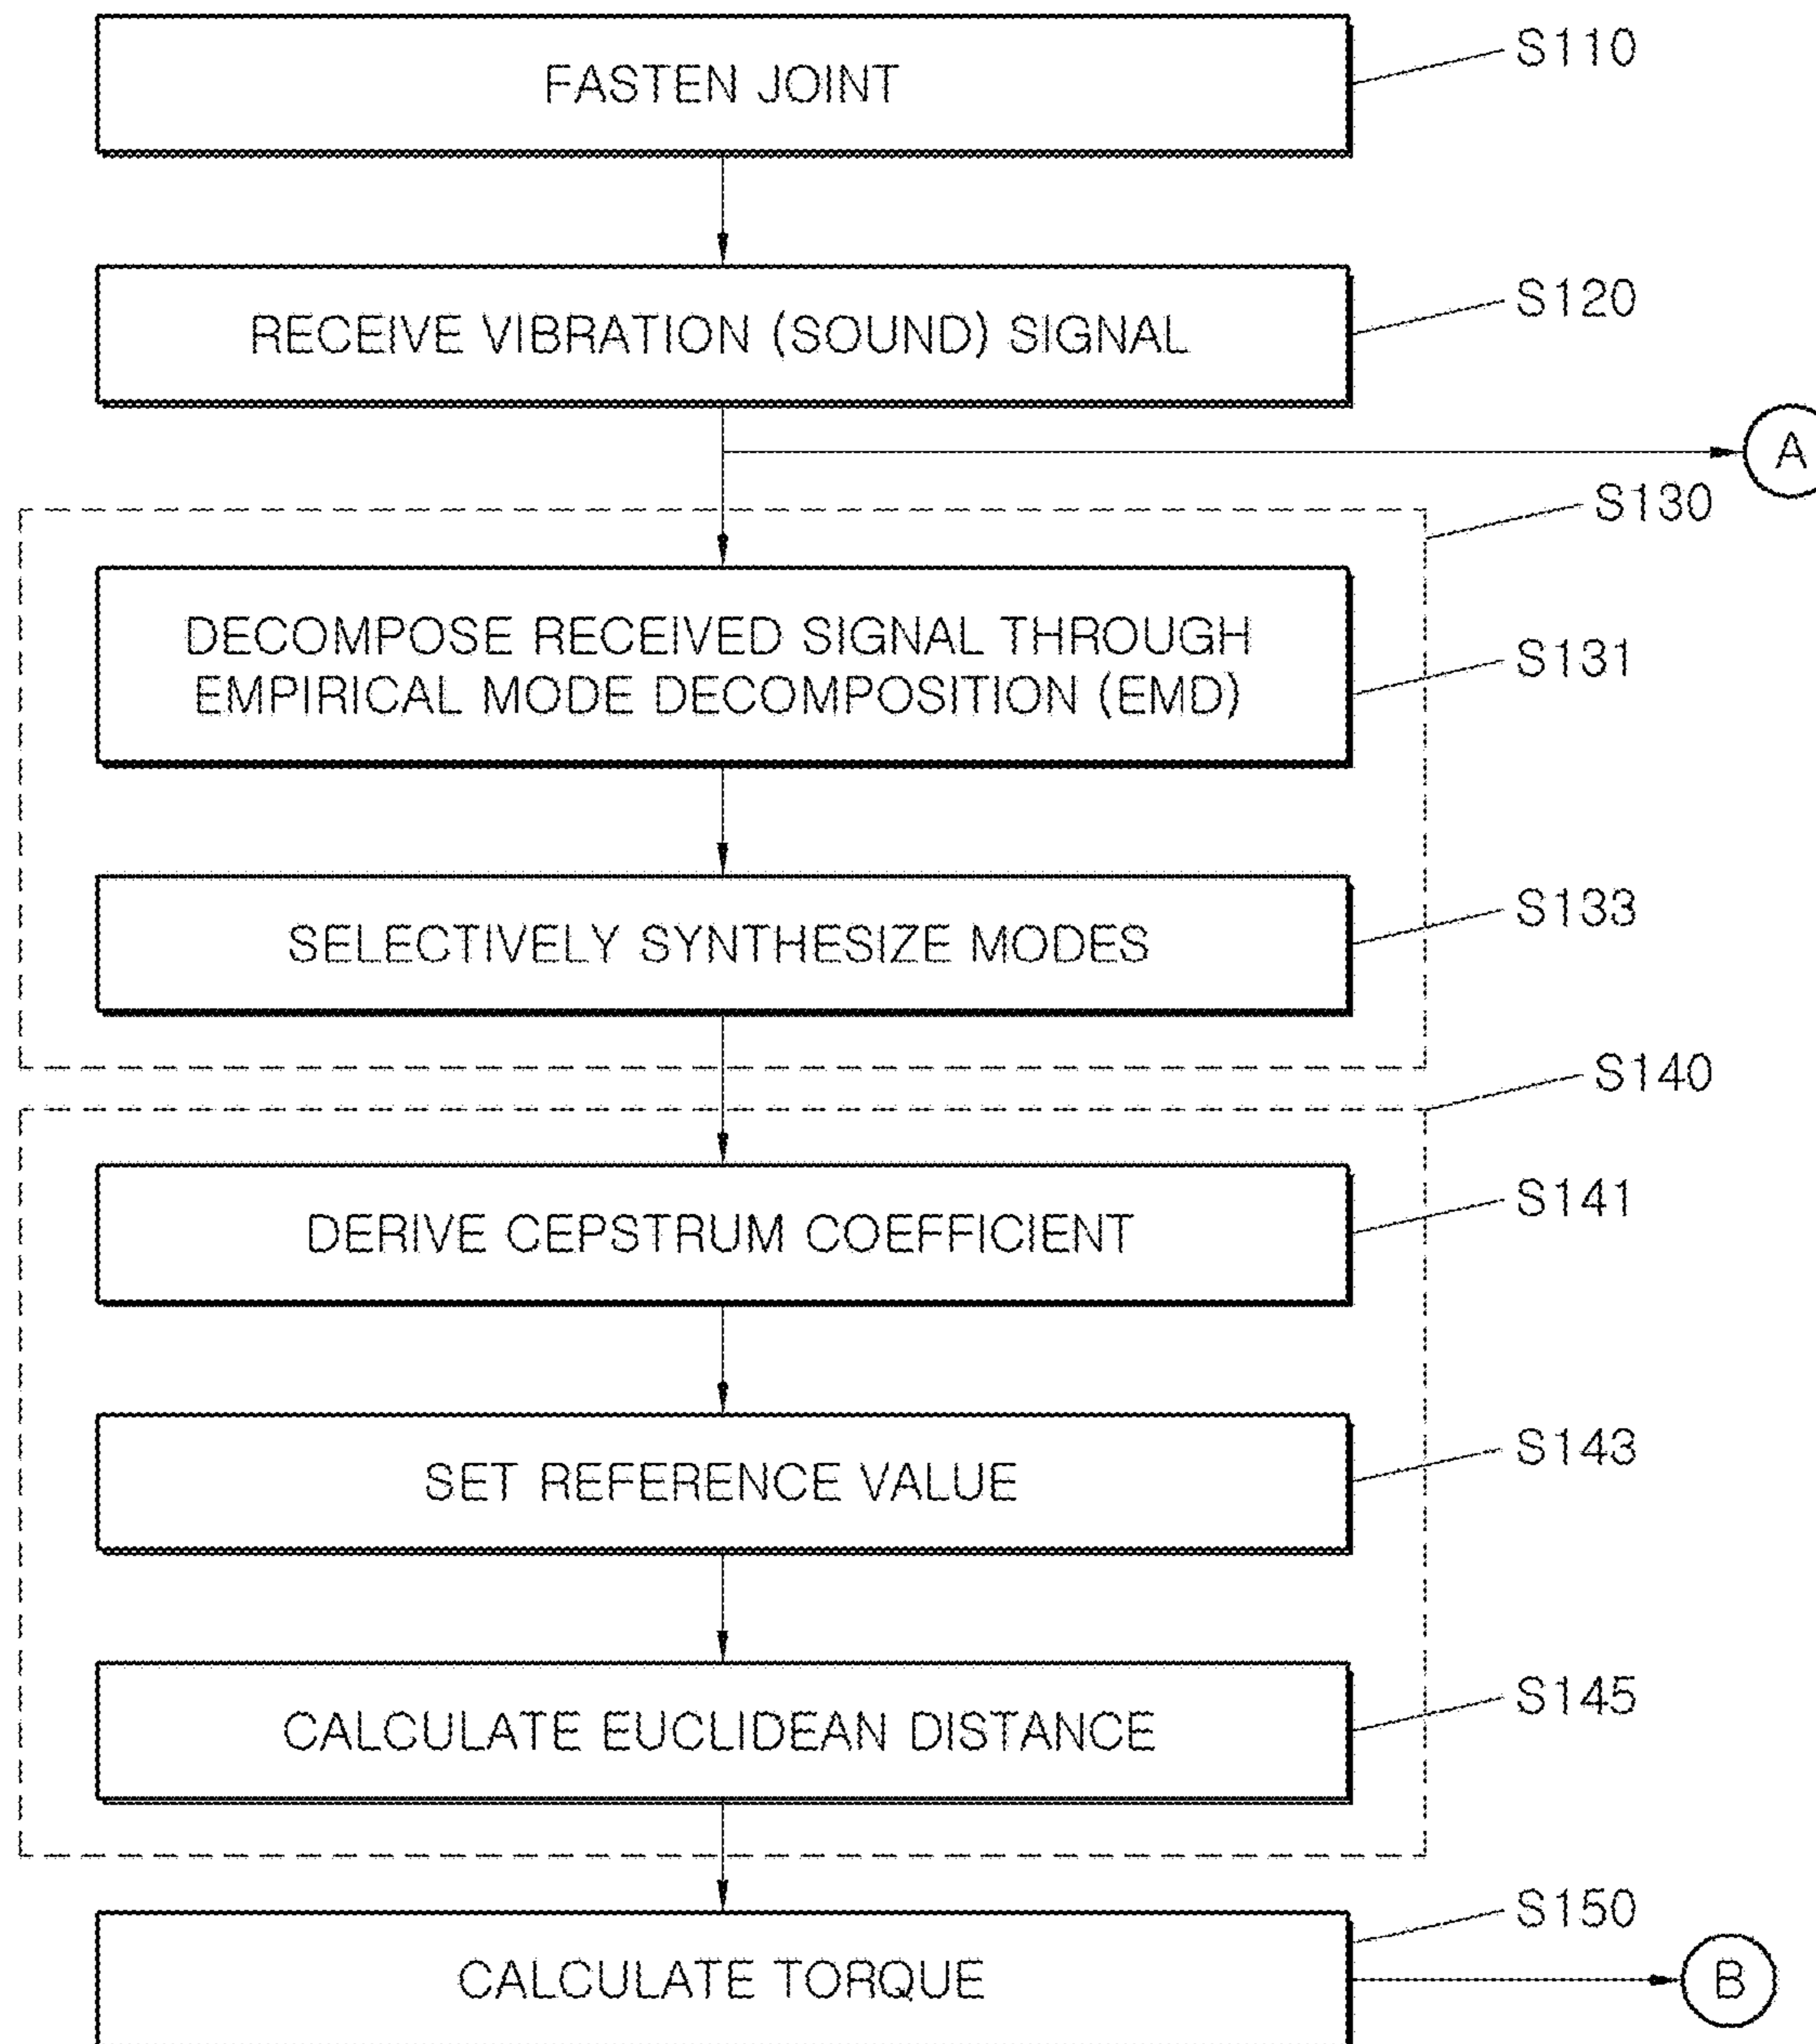 FASTEN JOINT
S110
RECEIVE VIBRATION (SOUND) SIGNAL
S120
A
S130
DECOMPOSE RECEIVED SIGNAL THROUGH
EMPIRICAL MODE DECOMPOSITION (EMD)
S131
SELECTIVELY SYNTHESIZE MODES
S133
S140
DERIVE CEPSTRUM COEFFICIENT
S141
SET REFERENCE VALUE
S143
CALCULATE EUCLIDEAN DISTANCE
S145
CALCULATE TORQUE
S150
B